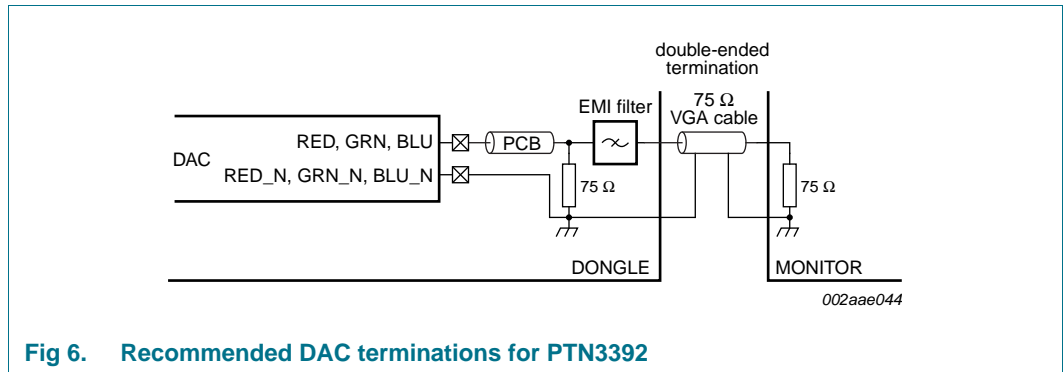 double-ended
termination
EMI filter
75 Ω
VGA cable
RED, GRN, BLU
PCB
DAC
RED_N, GRN_N, BLU_N
75 Ω
75 Ω
DONGLE
MONITOR
002aae044
Fig 6. Recommended DAC terminations for PTN3392